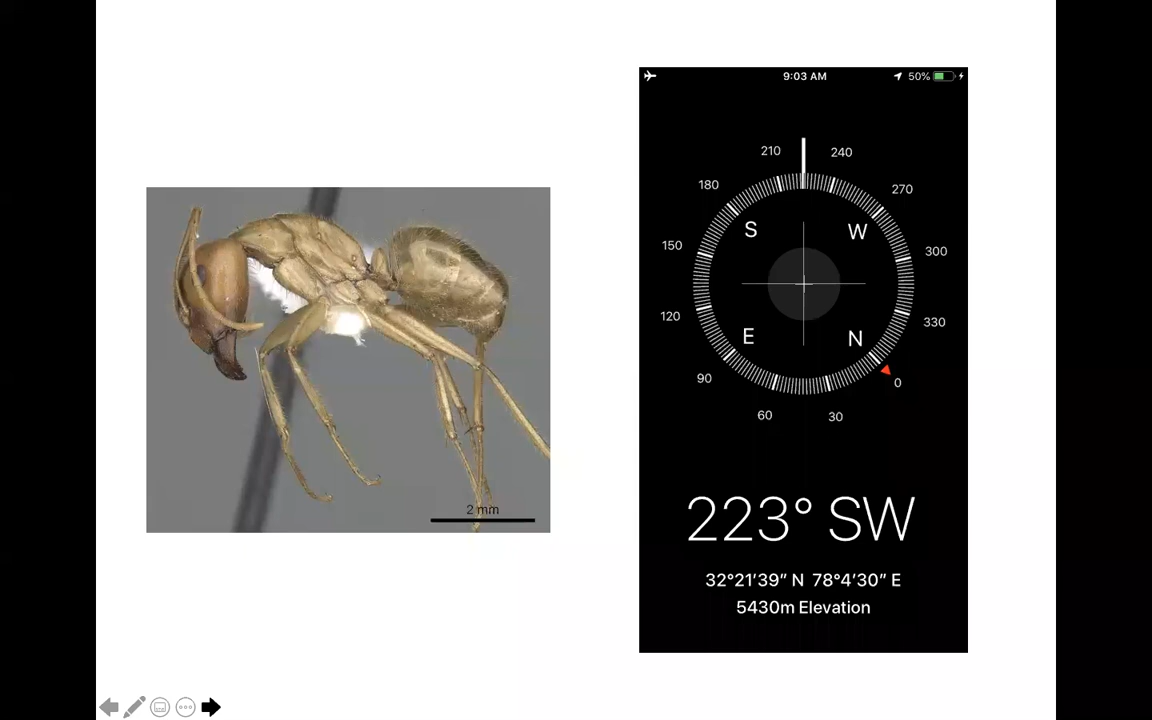 2 mm
9:03 AM
50%
210
240
180
270
S
W
150
300
120
330
E
N
90
0
60
30
223° SW
32°21’39” N  78°4’30” E
5430m Elevation